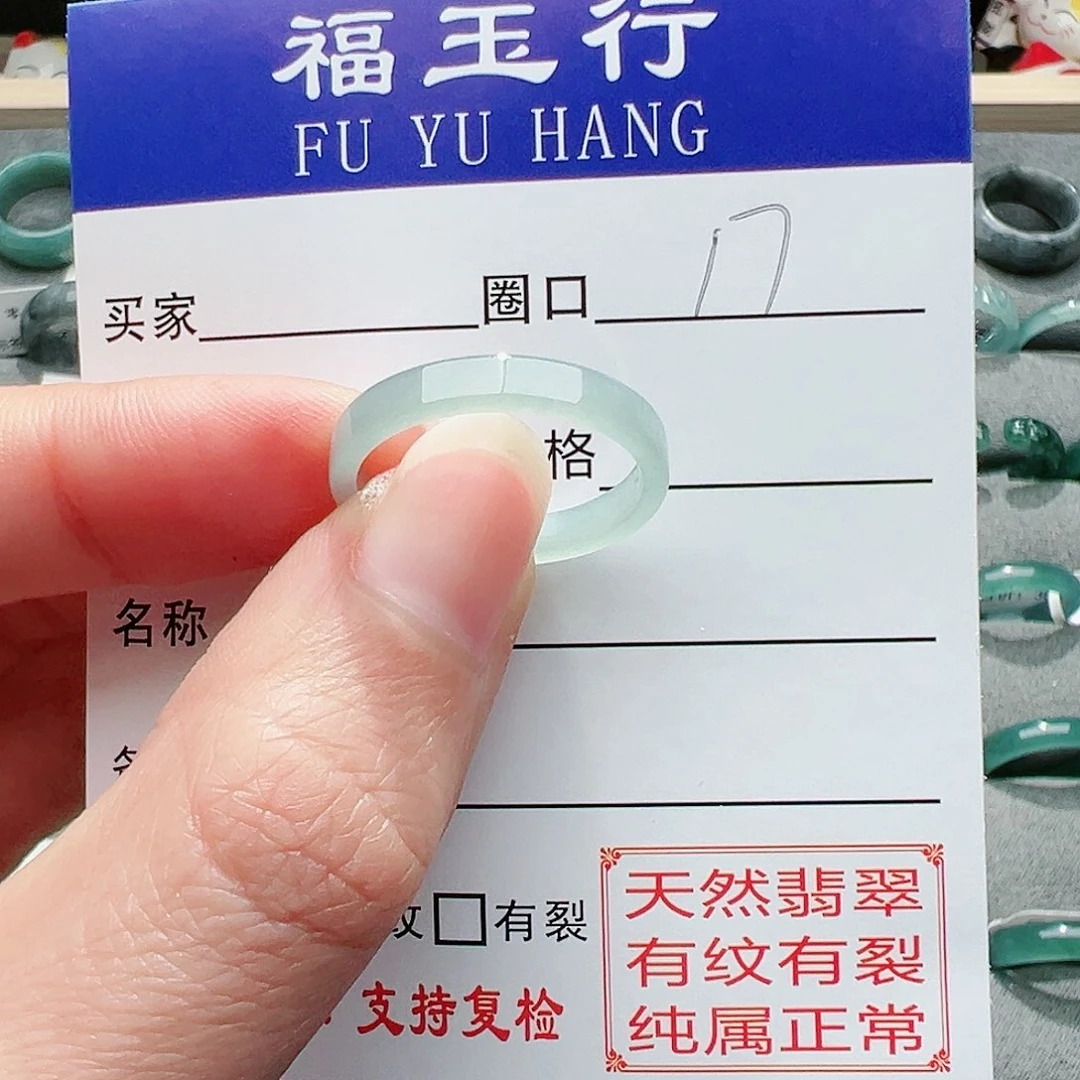 福玉行
FU YU HANG
买家 圈口 17
格
名称
纹 有裂
支持复检
天然翡翠
有纹有裂
纯属正常